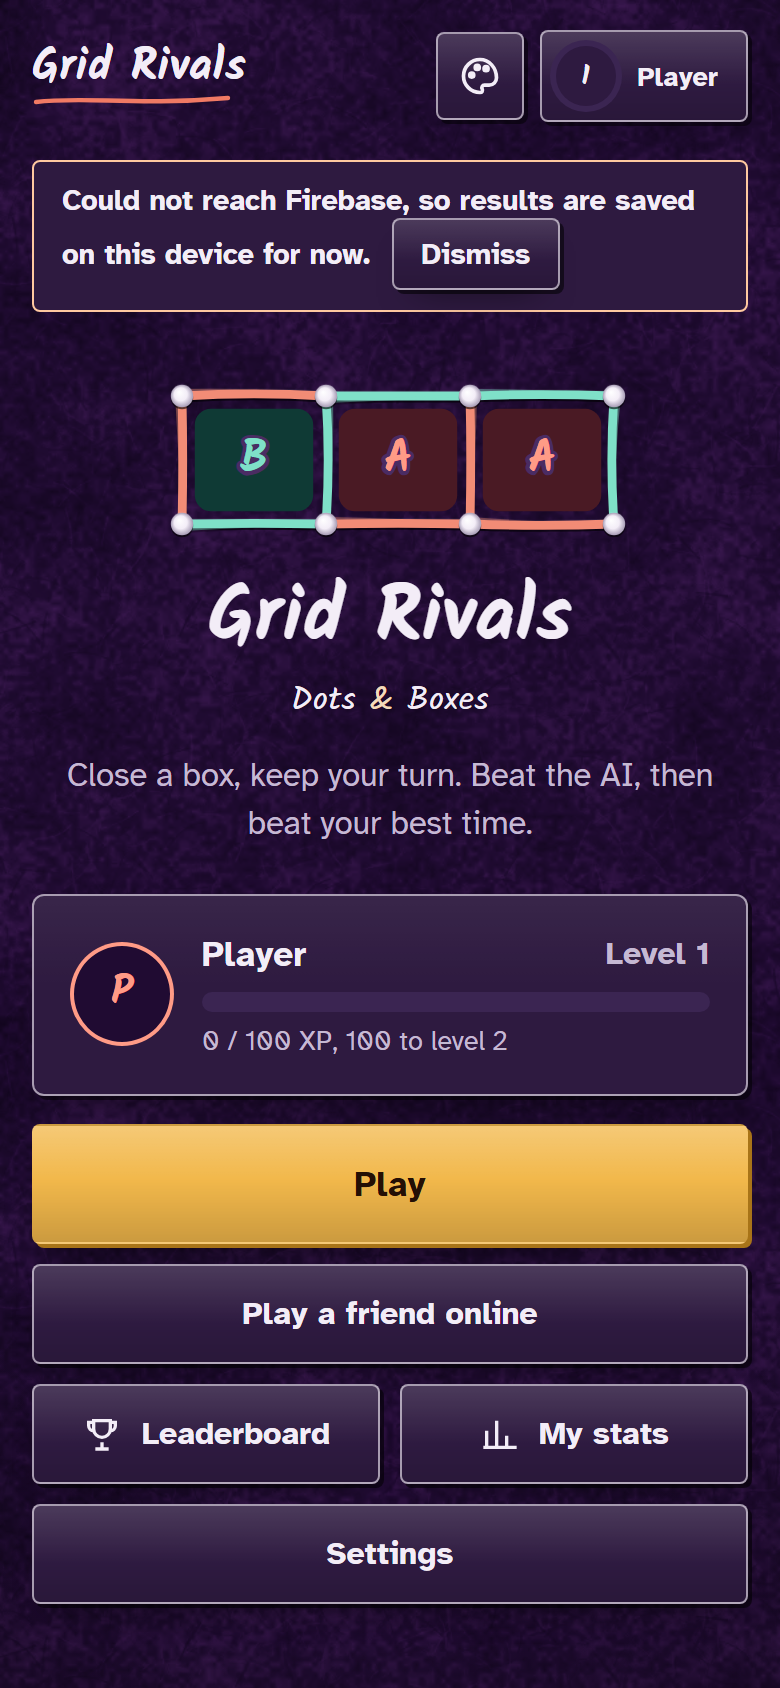 Grid Rivals
1 Player
Could not reach Firebase, so results are saved
on this device for now. Dismiss
B A A
Grid Rivals
Dots & Boxes
Close a box, keep your turn. Beat the AI, then
beat your best time.
P
Player Level 1
0 / 100 XP, 100 to level 2
Play
Play a friend online
Leaderboard My stats
Settings